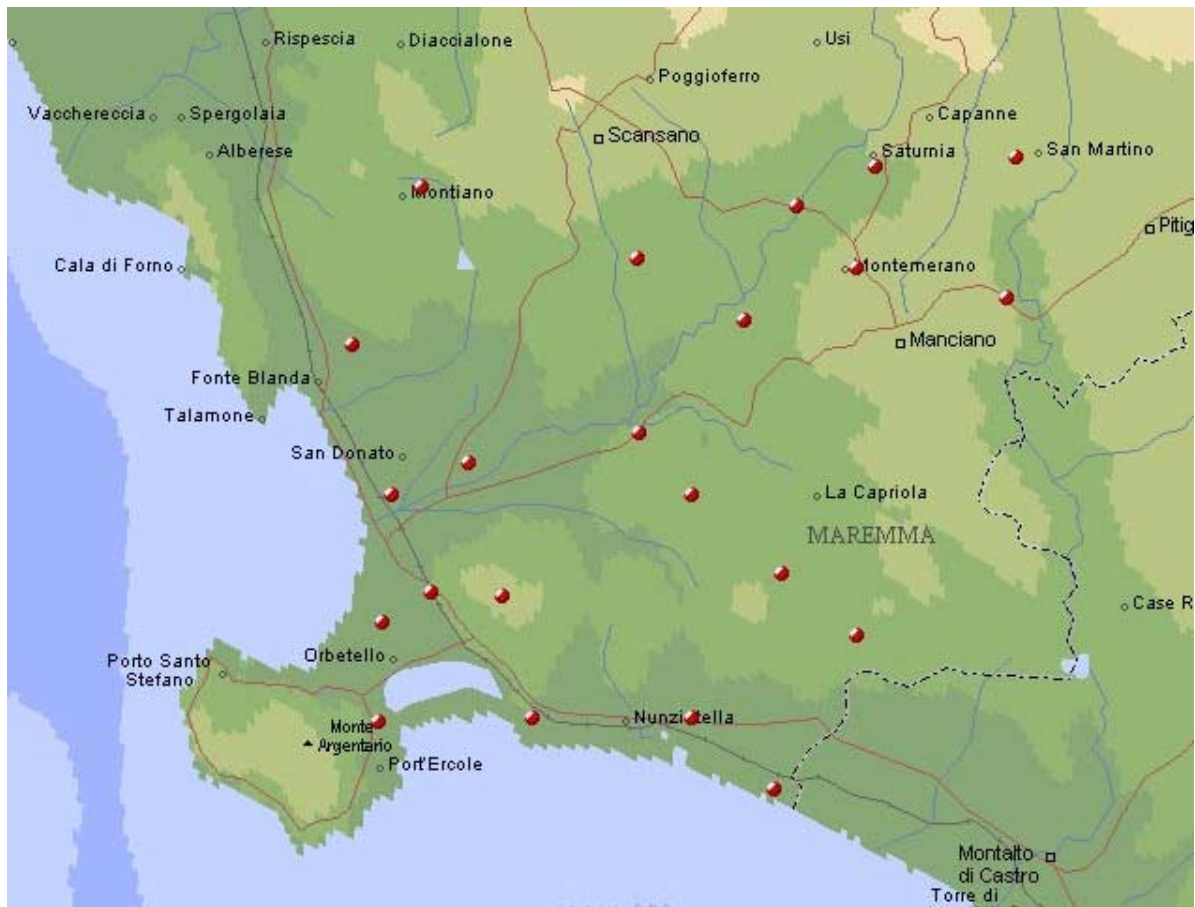 Rispescia
Diaccialone
Usi
Poggioferro
Vacchereccia
Spergolaia
Capanne
Scansano
Alberese
Saturnia
San Martino
Montiano
Pitig
Cala di Forno
Montemerano
Manciano
Fonte Blanda
Talamone
San Donato
La Capriola
MAREMMA
Case R
Orbetello
Porto Santo
Stefano
Monte
Argentario
Nunziatella
Port'Ercole
Montalto
di Castro
Torre di